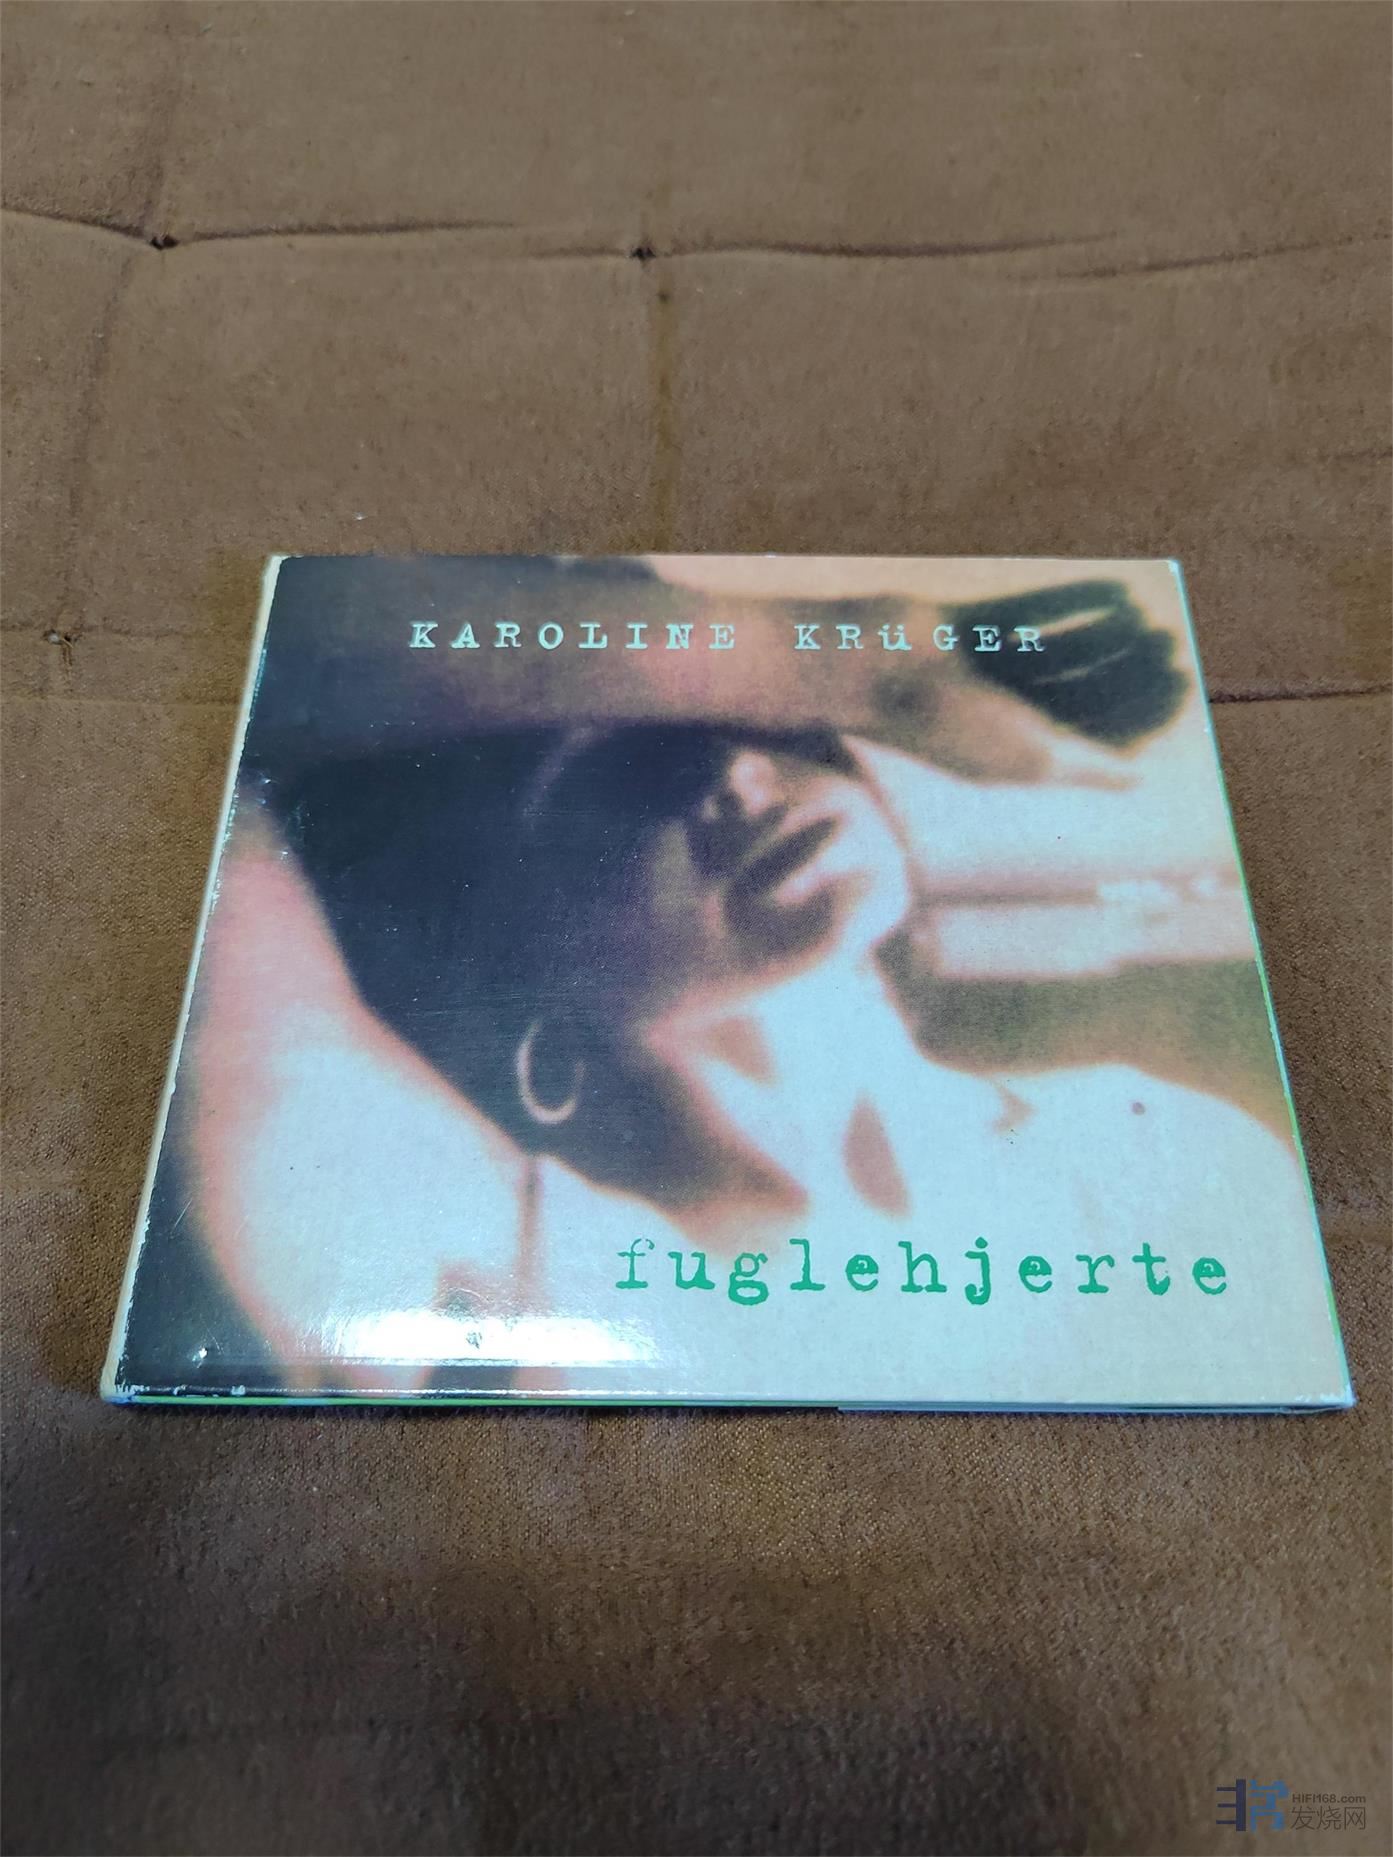 KAROLINE KRüGER
fuglehjerte
HIFI168.com
发烧网